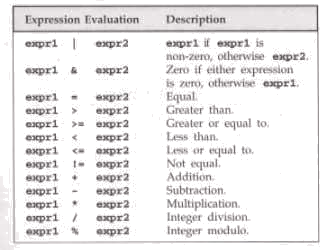 Expression Evaluation Description
expr1 | expr2 expr1 if expr1 is
non-zero, otherwise expr2.
expr1 & expr2 Zero if either expression
is zero, otherwise expr1.
expr1 = expr2 Equal.
expr1 > expr2 Greater than.
expr1 >= expr2 Greater or equal to.
expr1 < expr2 Less than.
expr1 <= expr2 Less or equal to.
expr1 != expr2 Not equal.
expr1 + expr2 Addition.
expr1 - expr2 Subtraction.
expr1 * expr2 Multiplication.
expr1 / expr2 Integer division.
expr1 % expr2 Integer modulo.